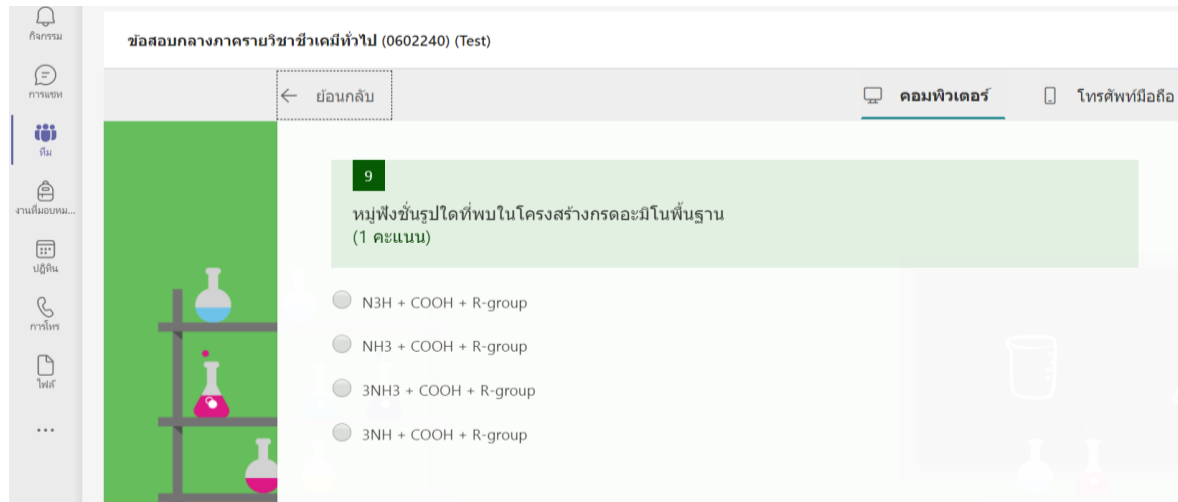 กิจกรรม
ข้อสอบกลางภาครายวิชาชีวเคมีทั่วไป (0602240) (Test)
การแชท
ย้อนกลับ
คอมพิวเตอร์
โทรศัพท์มือถือ
ทีม
งานที่มอบหม...
ปฏิทิน
การโทร
ไฟล์
9
หมู่ฟังชั่นรูปใดที่พบในโครงสร้างกรดอะมิโนพื้นฐาน
(1 คะแนน)
N3H + COOH + R-group
NH3 + COOH + R-group
3NH3 + COOH + R-group
3NH + COOH + R-group